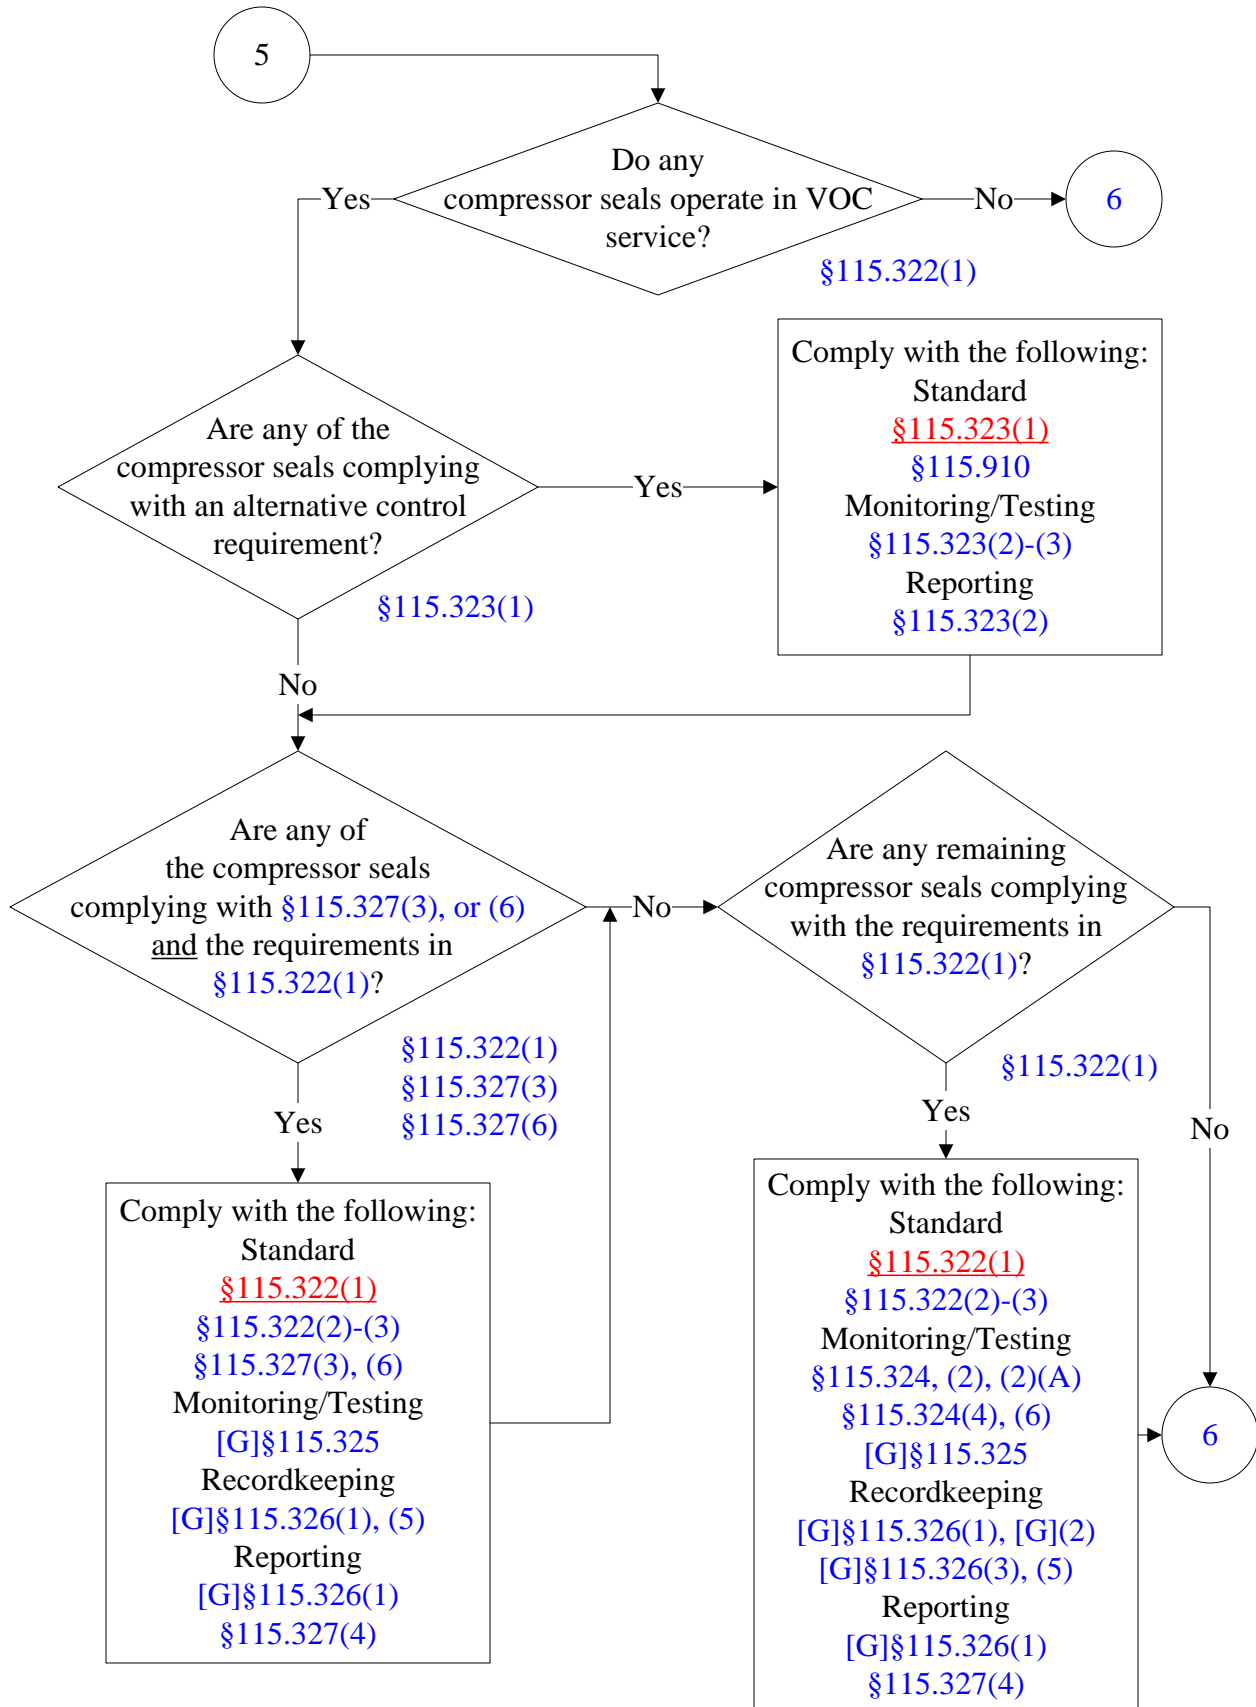 5
Do any
compressor seals operate in VOC
service?
Yes
No
6
§115.322(1)
Are any of the
compressor seals complying
with an alternative control
requirement?
Yes
§115.323(1)
No
Comply with the following:
Standard
§115.323(1)
§115.910
Monitoring/Testing
§115.323(2)-(3)
Reporting
§115.323(2)
Are any of
the compressor seals
complying with §115.327(3), or (6)
and the requirements in
§115.322(1)?
No
§115.322(1)
§115.327(3)
§115.327(6)
Yes
Are any remaining
compressor seals complying
with the requirements in
§115.322(1)?
§115.322(1)
Yes
No
Comply with the following:
Standard
§115.322(1)
§115.322(2)-(3)
§115.327(3), (6)
Monitoring/Testing
[G]§115.325
Recordkeeping
[G]§115.326(1), (5)
Reporting
[G]§115.326(1)
§115.327(4)
Comply with the following:
Standard
§115.322(1)
§115.322(2)-(3)
Monitoring/Testing
§115.324, (2), (2)(A)
§115.324(4), (6)
[G]§115.325
Recordkeeping
[G]§115.326(1), [G](2)
[G]§115.326(3), (5)
Reporting
[G]§115.326(1)
§115.327(4)
6